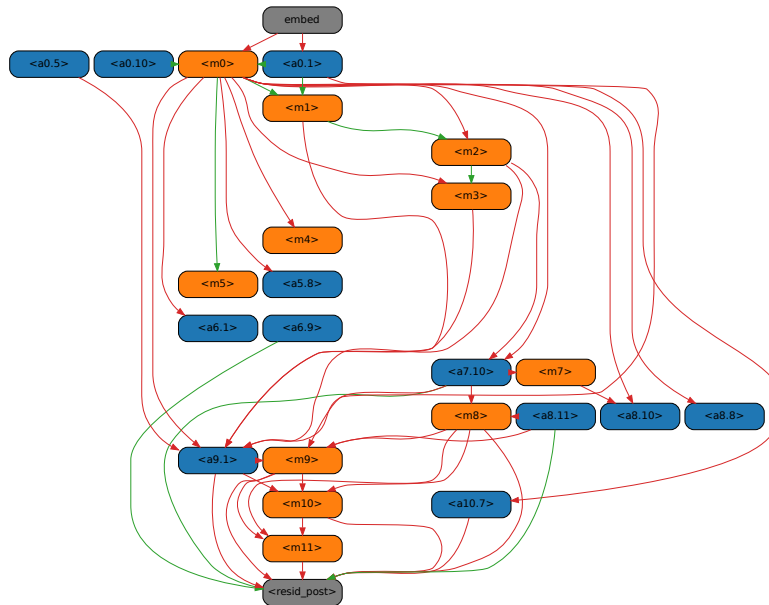 embed
<a0.5> <a0.10> <m0> <a0.1>
<m1>
<m2>
<m3>
<m4>
<m5> <a5.8>
<a6.1> <a6.9>
<a7.10> <m7>
<m8> <a8.11> <a8.10> <a8.8>
<a9.1> <m9>
<m10> <a10.7>
<m11>
<resid_post>